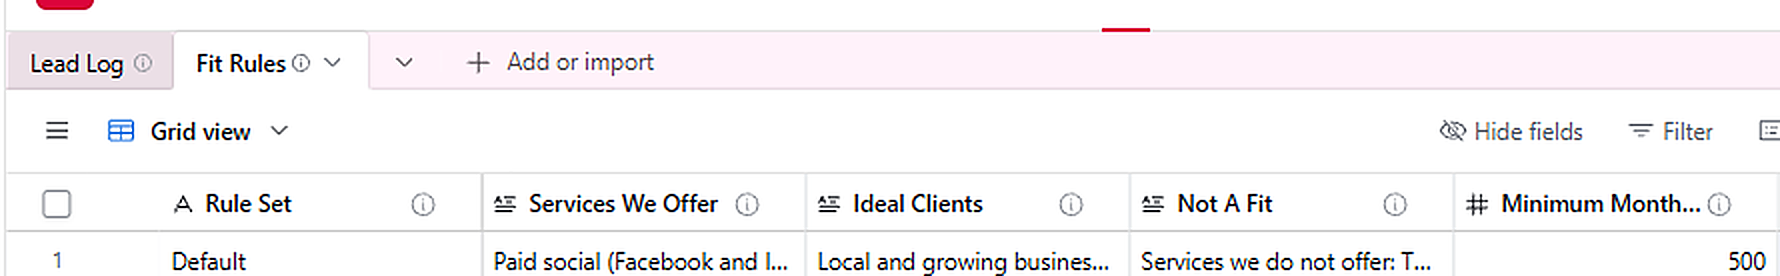 Lead Log Fit Rules Add or import
Grid view Hide fields Filter
Rule Set Services We Offer Ideal Clients Not A Fit Minimum Month...
1 Default Paid social (Facebook and I... Local and growing busines... Services we do not offer: T... 500